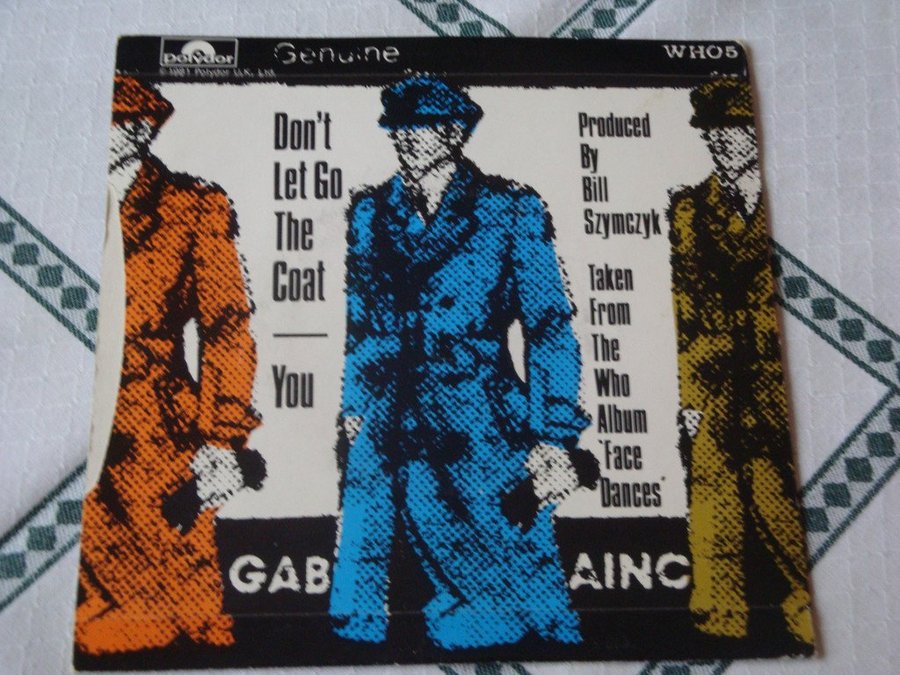 polydor
Genuine
WHO5
© 1981 Polydor U.K. Ltd.
Don't
Let Go
The
Coat
You
Produced
By
Bill
Szymczyk
Taken
From
The
Who
Album
'Face
Dances'
GAB
AINC